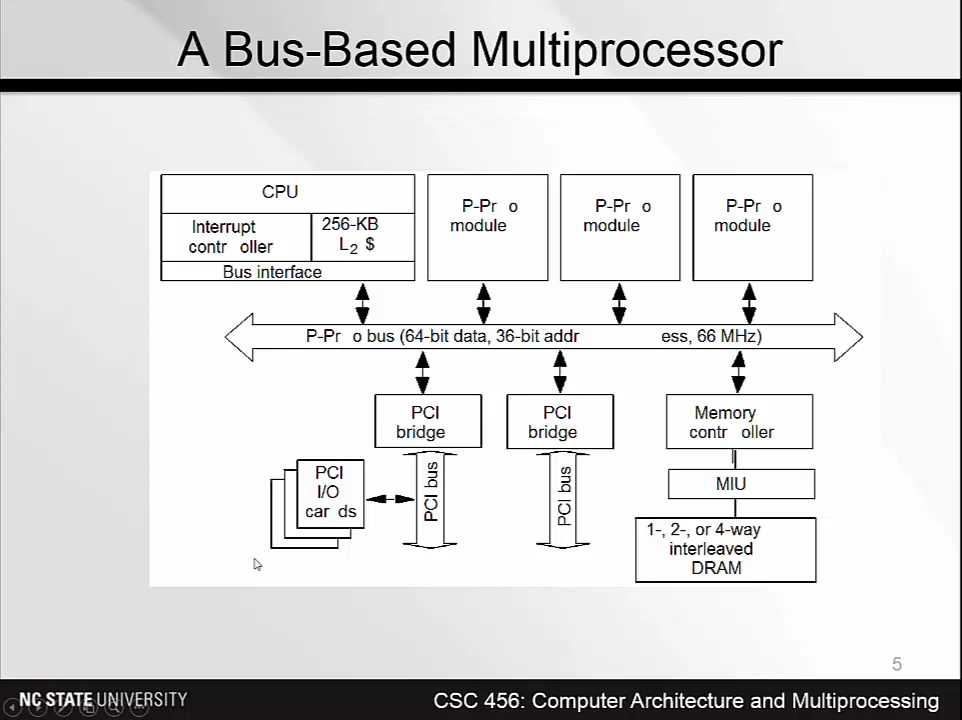 A Bus-Based Multiprocessor
CPU
Interrupt
contr oller
256-KB
L2 $
Bus interface
P-Pr o
module
P-Pr o
module
P-Pr o
module
P-Pr o bus (64-bit data, 36-bit addr ess, 66 MHz)
PCI
bridge
PCI
bridge
Memory
contr oller
PCI
I/O
car ds
PCI bus
PCI bus
MIU
1-, 2-, or 4-way
interleaved
DRAM
5
NC STATE UNIVERSITY
CSC 456: Computer Architecture and Multiprocessing